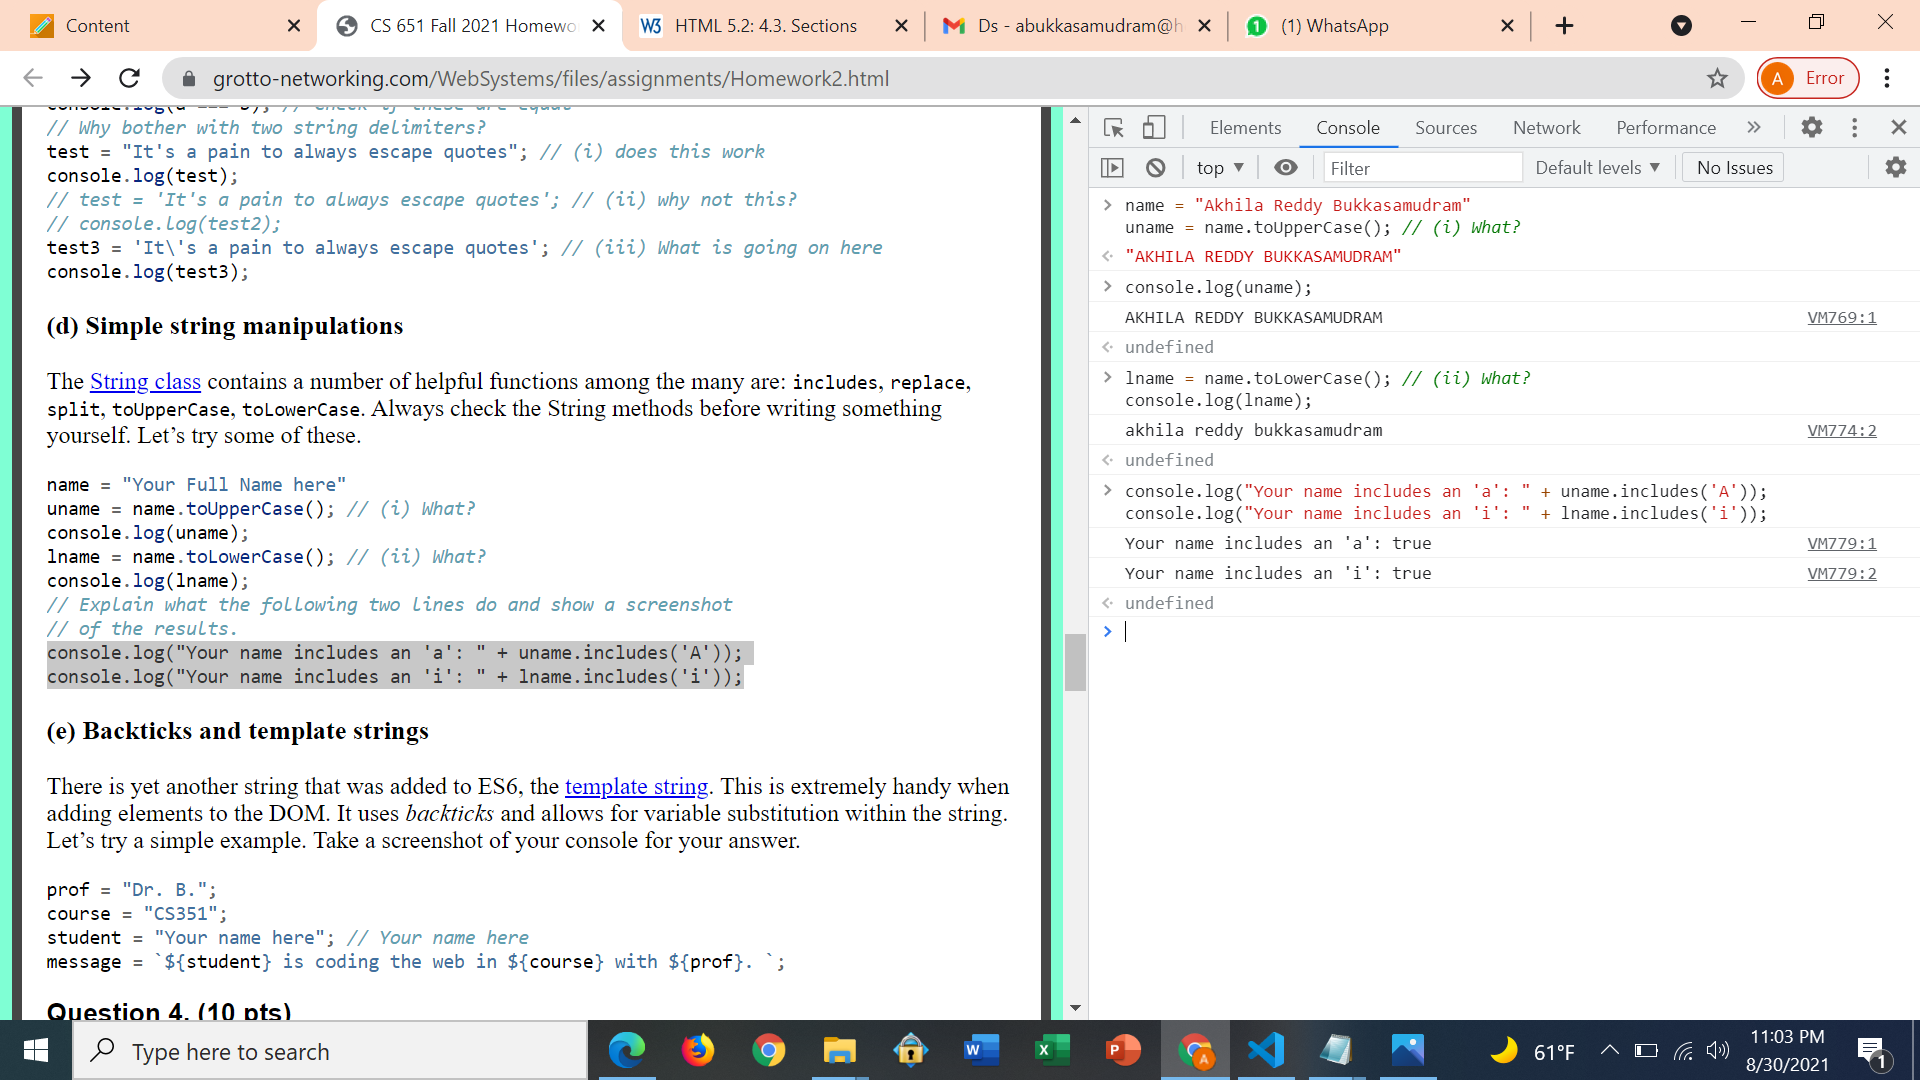 Content
CS 651 Fall 2021 Homewo
W3 HTML 5.2: 4.3. Sections
Ds - abukkasamudram@h
(1) WhatsApp
grotto-networking.com/WebSystems/files/assignments/Homework2.html
A Error
// Why bother with two string delimiters?
test = "It's a pain to always escape quotes"; // (i) does this work
console.log(test);
// test = 'It's a pain to always escape quotes'; // (ii) why not this?
// console.log(test2);
test3 = 'It\'s a pain to always escape quotes'; // (iii) What is going on here
console.log(test3);
(d) Simple string manipulations
The String class contains a number of helpful functions among the many are: includes, replace,
split, toUpperCase, toLowerCase. Always check the String methods before writing something
yourself. Let’s try some of these.
name = "Your Full Name here"
uname = name.toUpperCase(); // (i) What?
console.log(uname);
lname = name.toLowerCase(); // (ii) What?
console.log(lname);
// Explain what the following two lines do and show a screenshot
// of the results.
console.log("Your name includes an 'a': " + uname.includes('A'));
console.log("Your name includes an 'i': " + lname.includes('i'));
(e) Backticks and template strings
There is yet another string that was added to ES6, the template string. This is extremely handy when
adding elements to the DOM. It uses backticks and allows for variable substitution within the string.
Let’s try a simple example. Take a screenshot of your console for your answer.
prof = "Dr. B.";
course = "CS351";
student = "Your name here"; // Your name here
message = `${student} is coding the web in ${course} with ${prof}. `;
Question 4. (10 pts)
Elements Console Sources Network Performance »
top Filter Default levels No Issues
> name = "Akhila Reddy Bukkasamudram"
uname = name.toUpperCase(); // (i) What?
"AKHILA REDDY BUKKASAMUDRAM"
> console.log(uname);
AKHILA REDDY BUKKASAMUDRAM VM769:1
undefined
> lname = name.toLowerCase(); // (ii) What?
console.log(lname);
akhila reddy bukkasamudram VM774:2
undefined
> console.log("Your name includes an 'a': " + uname.includes('A'));
console.log("Your name includes an 'i': " + lname.includes('i'));
Your name includes an 'a': true VM779:1
Your name includes an 'i': true VM779:2
undefined
>
Type here to search
61°F
11:03 PM
8/30/2021
1